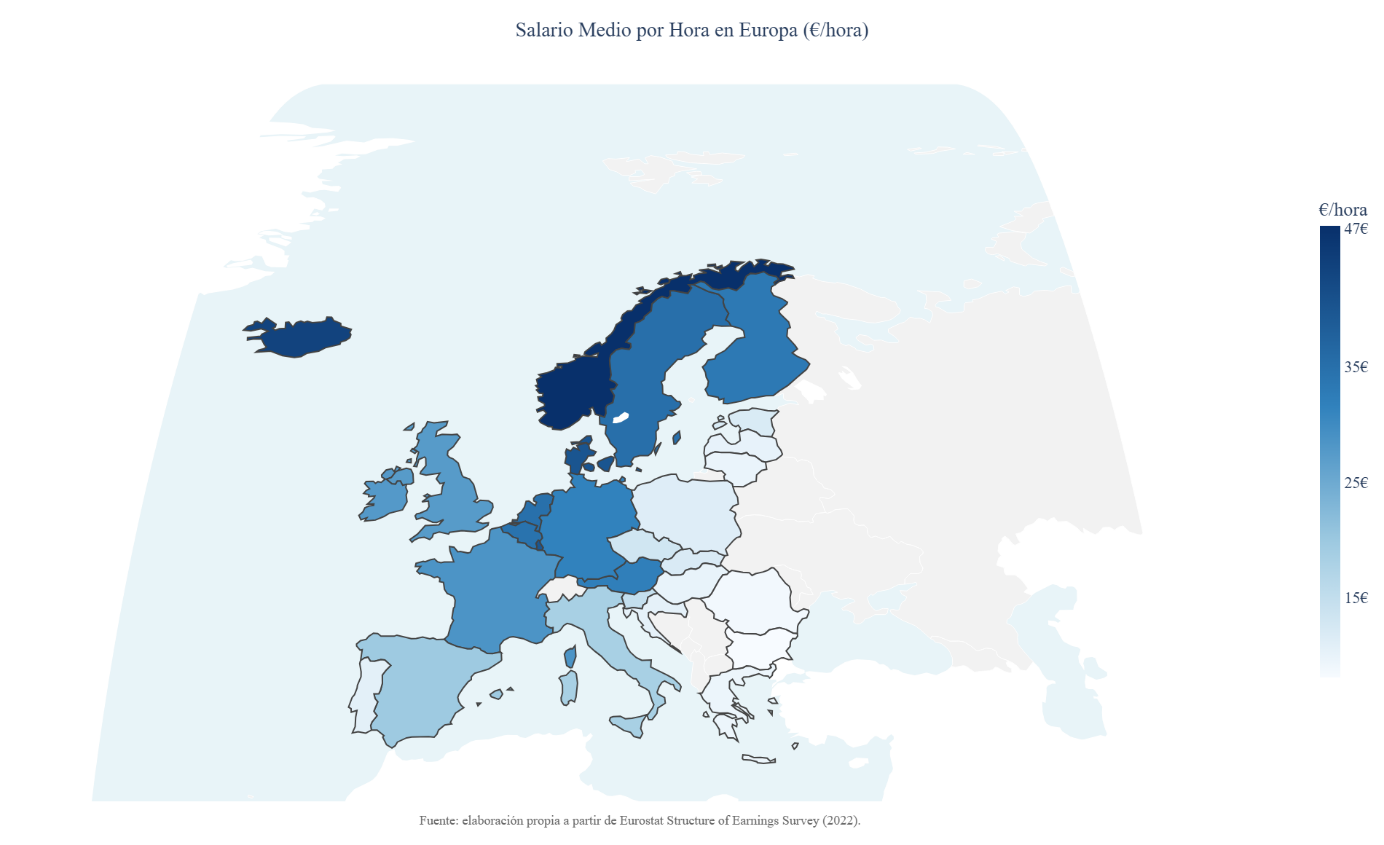 Salario Medio por Hora en Europa (€/hora)
€/hora
47€
35€
25€
15€
Fuente: elaboración propia a partir de Eurostat Structure of Earnings Survey (2022).